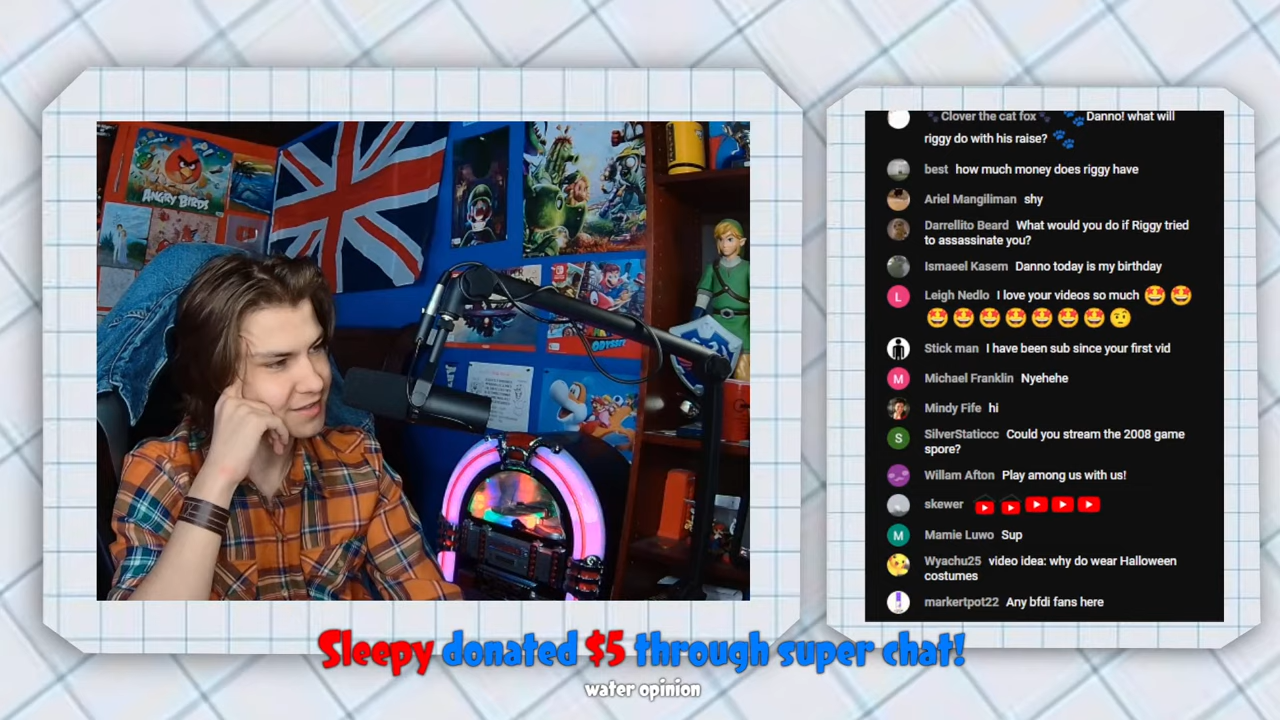 ANGRY BIRDS
ODYSSEY
Clover the cat fox Danno! what will
riggy do with his raise?
best how much money does riggy have
Ariel Mangiliman shy
Darrellito Beard What would you do if Riggy tried
to assassinate you?
Ismaeel Kasem Danno today is my birthday
L Leigh Nedlo I love your videos so much
Stick man I have been sub since your first vid
M Michael Franklin Nyehehe
Mindy Fife hi
S SilverStaticcc Could you stream the 2008 game
spore?
Willam Afton Play among us with us!
skewer
M Mamie Luwo Sup
Wyachu25 video idea: why do wear Halloween
costumes
markertpot22 Any bfdi fans here
Sleepy donated $5 through super chat!
water opinion